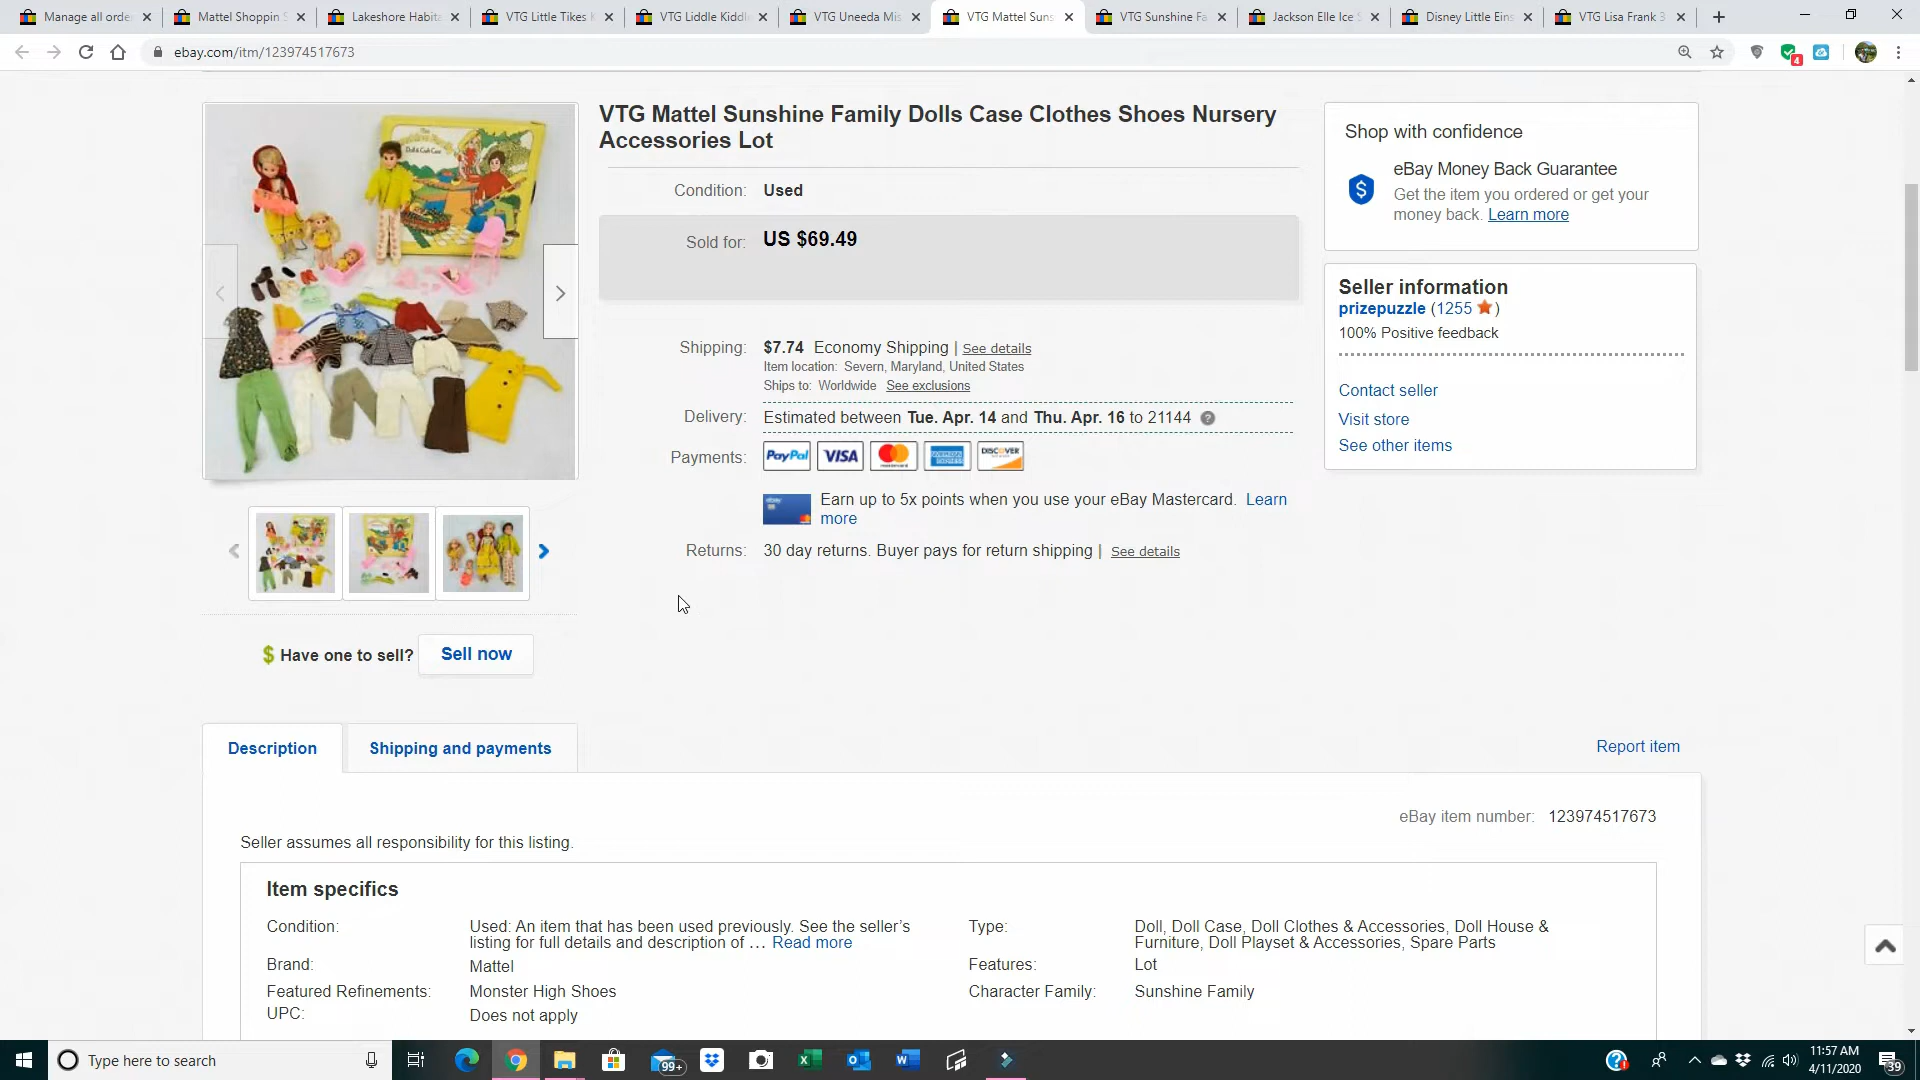 Manage all orde
Mattel Shoppin S
Lakeshore Habita
VTG Little Tikes K
VTG Liddle Kiddl
VTG Uneeda Mis
VTG Mattel Suns
VTG Sunshine Fa
Jackson Elle Ice S
Disney Little Eins
VTG Lisa Frank 3
ebay.com/itm/123974517673
4
VTG Mattel Sunshine Family Dolls Case Clothes Shoes Nursery
Accessories Lot
Condition: Used
Sold for: US $69.49
Shipping: $7.74 Economy Shipping | See details
Item location: Severn, Maryland, United States
Ships to: Worldwide See exclusions
Delivery: Estimated between Tue. Apr. 14 and Thu. Apr. 16 to 21144 ?
Payments: PayPal VISA mastercard AMERICAN EXPRESS DISCOVER
Earn up to 5x points when you use your eBay Mastercard. Learn
more
Returns: 30 day returns. Buyer pays for return shipping | See details
Shop with confidence
eBay Money Back Guarantee
Get the item you ordered or get your
money back. Learn more
Seller information
prizepuzzle (1255 )
100% Positive feedback
Contact seller
Visit store
See other items
$ Have one to sell? Sell now
Description
Shipping and payments
Report item
eBay item number: 123974517673
Seller assumes all responsibility for this listing.
Item specifics
Condition: Used: An item that has been used previously. See the seller’s
listing for full details and description of ... Read more
Type: Doll, Doll Case, Doll Clothes & Accessories, Doll House &
Furniture, Doll Playset & Accessories, Spare Parts
Brand: Mattel
Features: Lot
Featured Refinements: Monster High Shoes
Character Family: Sunshine Family
UPC: Does not apply
Type here to search
99+
11:57 AM
4/11/2020
39